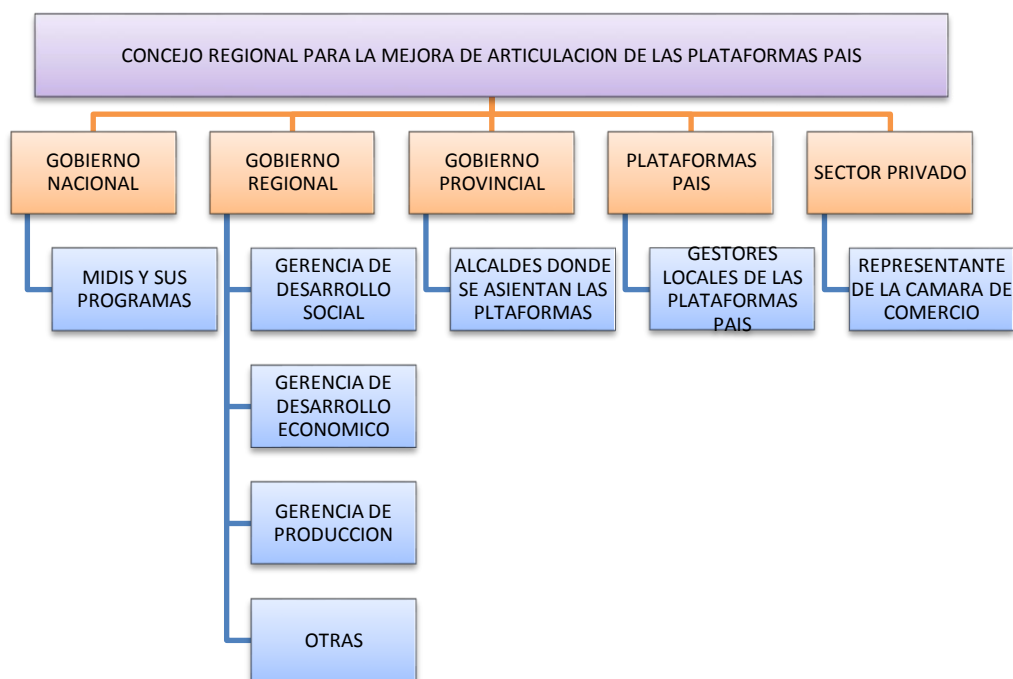 CONCEJO REGIONAL PARA LA MEJORA DE ARTICULACION DE LAS PLATAFORMAS PAIS
GOBIERNO
NACIONAL
GOBIERNO
REGIONAL
GOBIERNO
PROVINCIAL
PLATAFORMAS
PAIS
SECTOR PRIVADO
MIDIS Y SUS
PROGRAMAS
GERENCIA DE
DESARROLLO
SOCIAL
ALCALDES DONDE
SE ASIENTAN LAS
PLTAFORMAS
GESTORES
LOCALES DE LAS
PLATAFORMAS
PAIS
REPRESENTANTE
DE LA CAMARA DE
COMERCIO
GERENCIA DE
DESARROLLO
ECONOMICO
GERENCIA DE
PRODUCCION
OTRAS